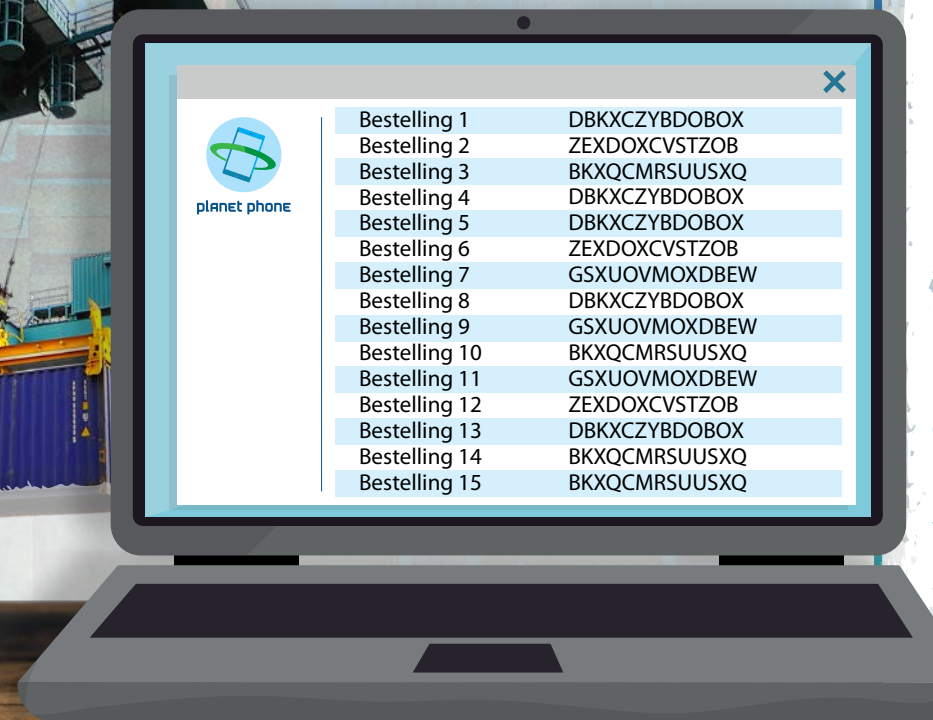 Bestelling 1 DBKXCZYBDOBOX
Bestelling 2 ZEXDOXCVSTZOB
Bestelling 3 BKXQCMRSUUSXQ
Bestelling 4 DBKXCZYBDOBOX
Bestelling 5 DBKXCZYBDOBOX
Bestelling 6 ZEXDOXCVSTZOB
Bestelling 7 GSXUOVMOXDBEW
Bestelling 8 DBKXCZYBDOBOX
Bestelling 9 GSXUOVMOXDBEW
Bestelling 10 BKXQCMRSUUSXQ
Bestelling 11 GSXUOVMOXDBEW
Bestelling 12 ZEXDOXCVSTZOB
Bestelling 13 DBKXCZYBDOBOX
Bestelling 14 BKXQCMRSUUSXQ
Bestelling 15 BKXQCMRSUUSXQ
planet phone